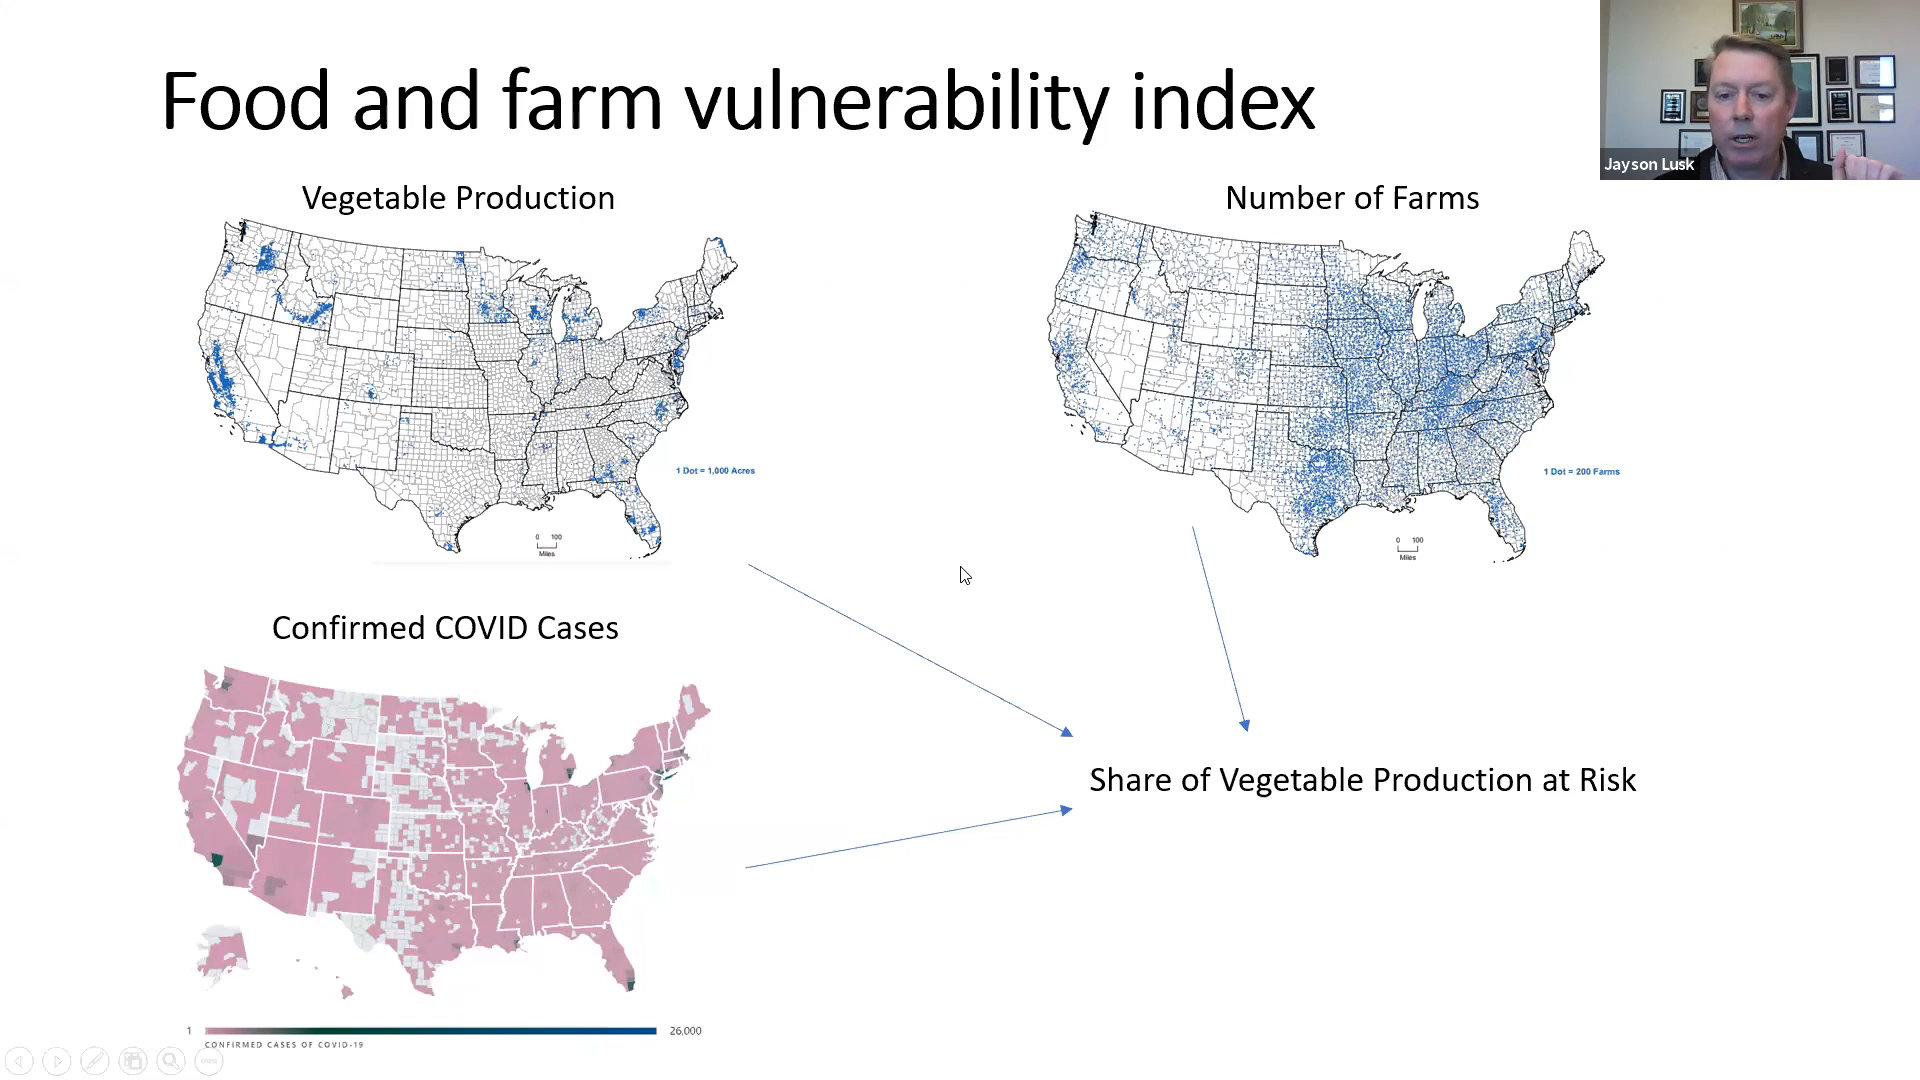 Food and farm vulnerability index
Jayson Lusk
Vegetable Production
Number of Farms
1 Dot = 1,000 Acres
1 Dot = 200 Farms
0 100
Miles
0 100
Miles
Confirmed COVID Cases
Share of Vegetable Production at Risk
1
26,000
CONFIRMED CASES OF COVID-19